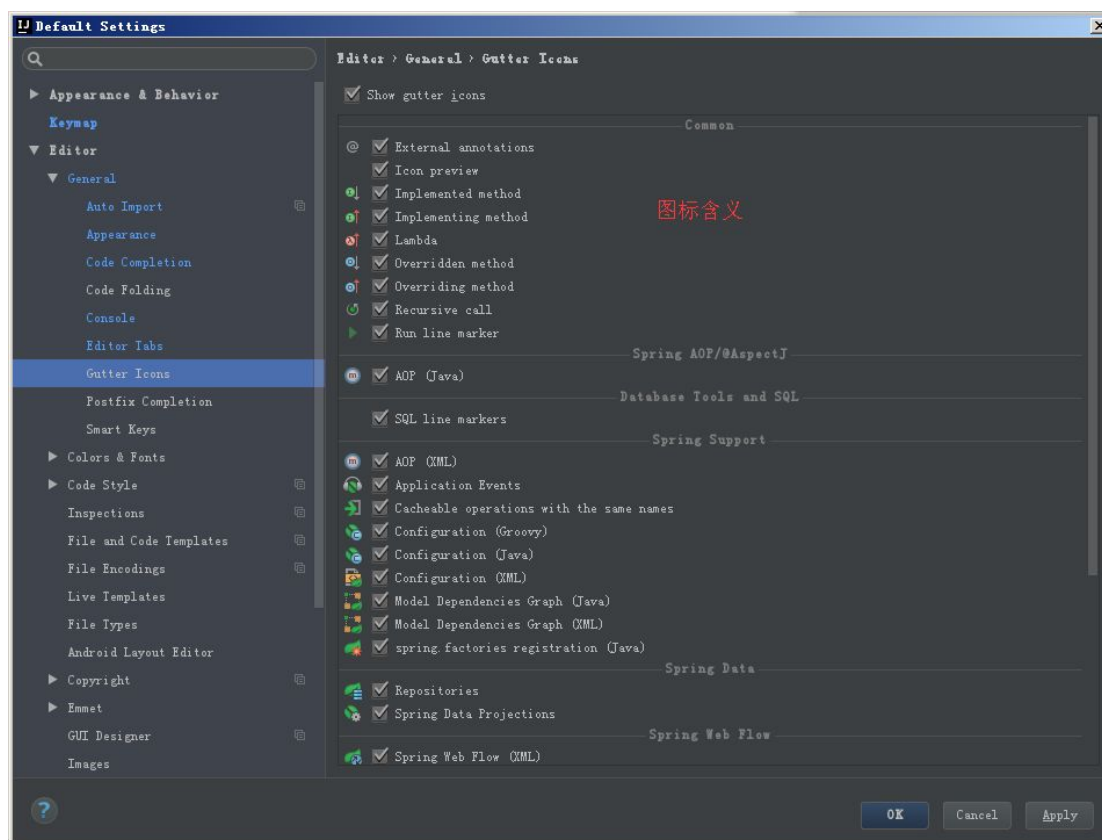 Default Settings
Appearance & Behavior
Keymap
Editor
General
Auto Import
Appearance
Code Completion
Code Folding
Console
Editor Tabs
Gutter Icons
Postfix Completion
Smart Keys
Colors & Fonts
Code Style
Inspections
File and Code Templates
File Encodings
Live Templates
File Types
Android Layout Editor
Copyright
Emmet
GUI Designer
Images
Editor > General > Gutter Icons
Show gutter icons
Common
External annotations
Icon preview
Implemented method
Implementing method
图标含义
Lambda
Overridden method
Overriding method
Recursive call
Run line marker
Spring AOP/@AspectJ
AOP (Java)
Database Tools and SQL
SQL line markers
Spring Support
AOP (XML)
Application Events
Cacheable operations with the same names
Configuration (Groovy)
Configuration (Java)
Configuration (XML)
Model Dependencies Graph (Java)
Model Dependencies Graph (XML)
spring.factories registration (Java)
Spring Data
Repositories
Spring Data Projections
Spring Web Flow
Spring Web Flow (XML)
OK
Cancel
Apply